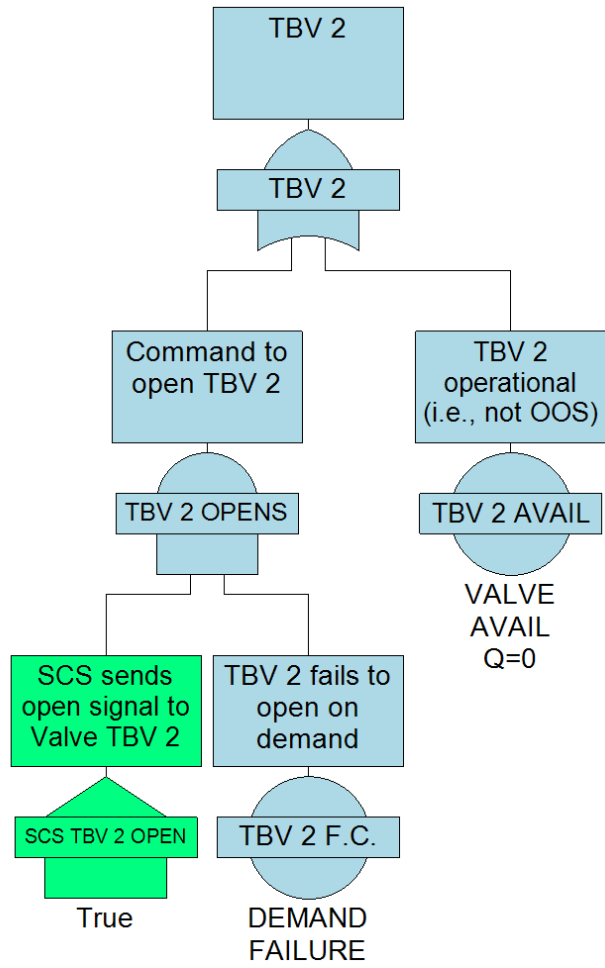 TBV 2
TBV 2
Command to
open TBV 2
TBV 2
operational
(i.e., not OOS)
TBV 2 OPENS
TBV 2 AVAIL
VALVE
AVAIL
Q=0
SCS sends
open signal to
Valve TBV 2
TBV 2 fails to
open on
demand
SCS TBV 2 OPEN
TBV 2 F.C.
True
DEMAND
FAILURE